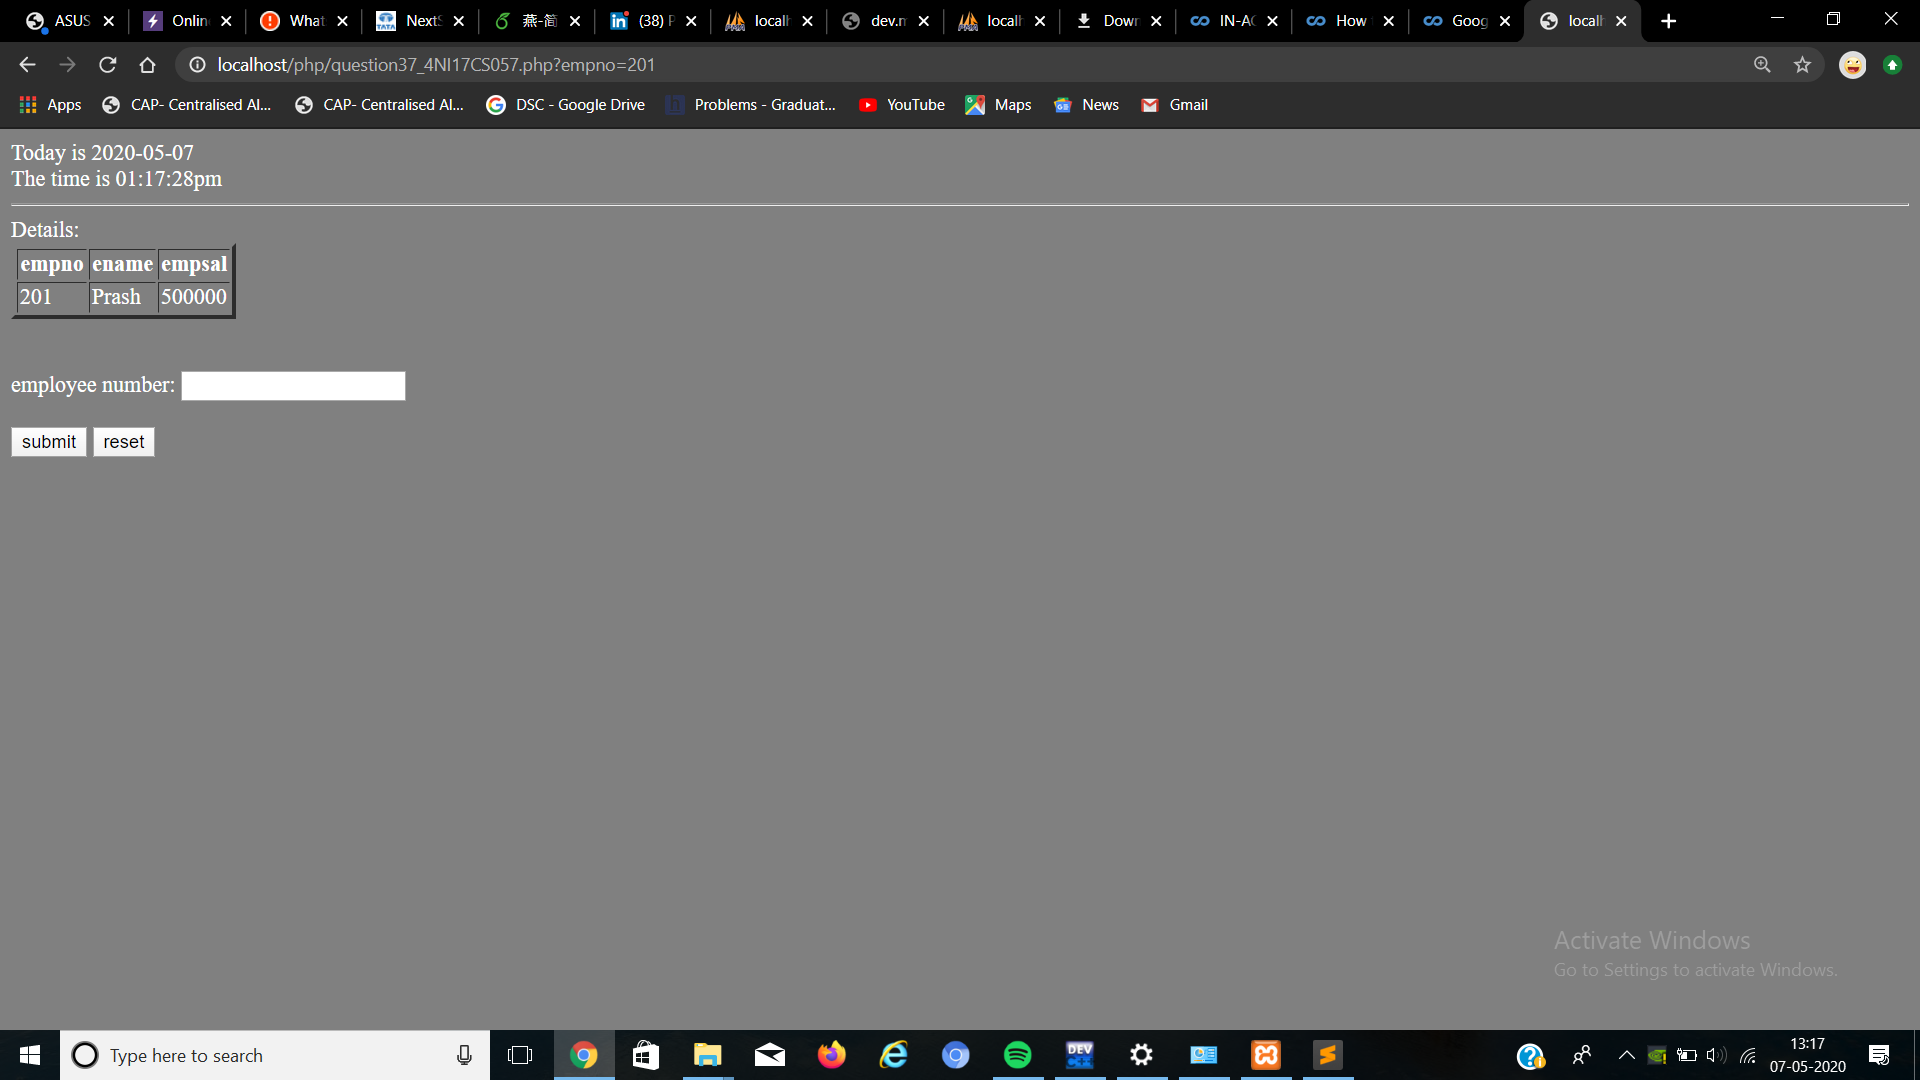 ASUS Onlin What NextS 燕-简 (38) P localh dev.m localh Down IN-AC How Goog localh
localhost/php/question37_4NI17CS057.php?empno=201
Apps CAP- Centralised Al... CAP- Centralised Al... DSC - Google Drive Problems - Graduat... YouTube Maps News Gmail
Today is 2020-05-07
The time is 01:17:28pm
Details:
empno ename empsal
201 Prash 500000
employee number:
submit reset
Activate Windows
Go to Settings to activate Windows.
Type here to search
13:17
07-05-2020